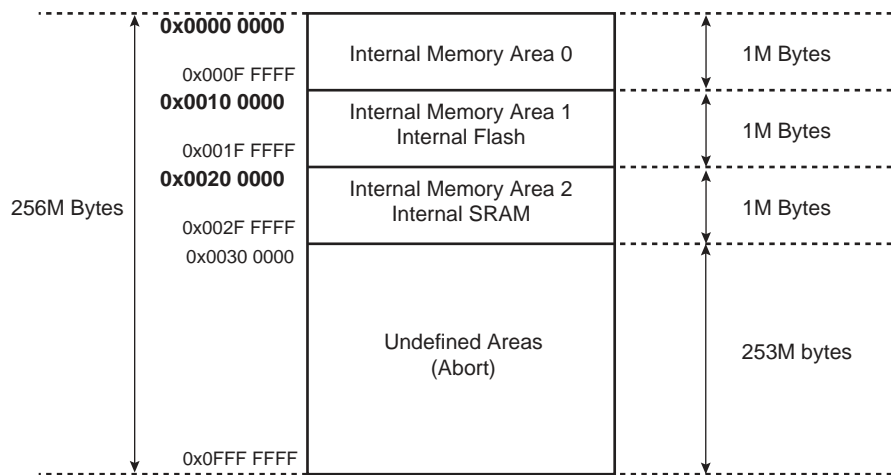 0x0000 0000
Internal Memory Area 0
1M Bytes
0x000F FFFF
0x0010 0000
Internal Memory Area 1
Internal Flash
1M Bytes
0x001F FFFF
0x0020 0000
Internal Memory Area 2
Internal SRAM
256M Bytes
1M Bytes
0x002F FFFF
0x0030 0000
Undefined Areas
(Abort)
253M bytes
0x0FFF FFFF